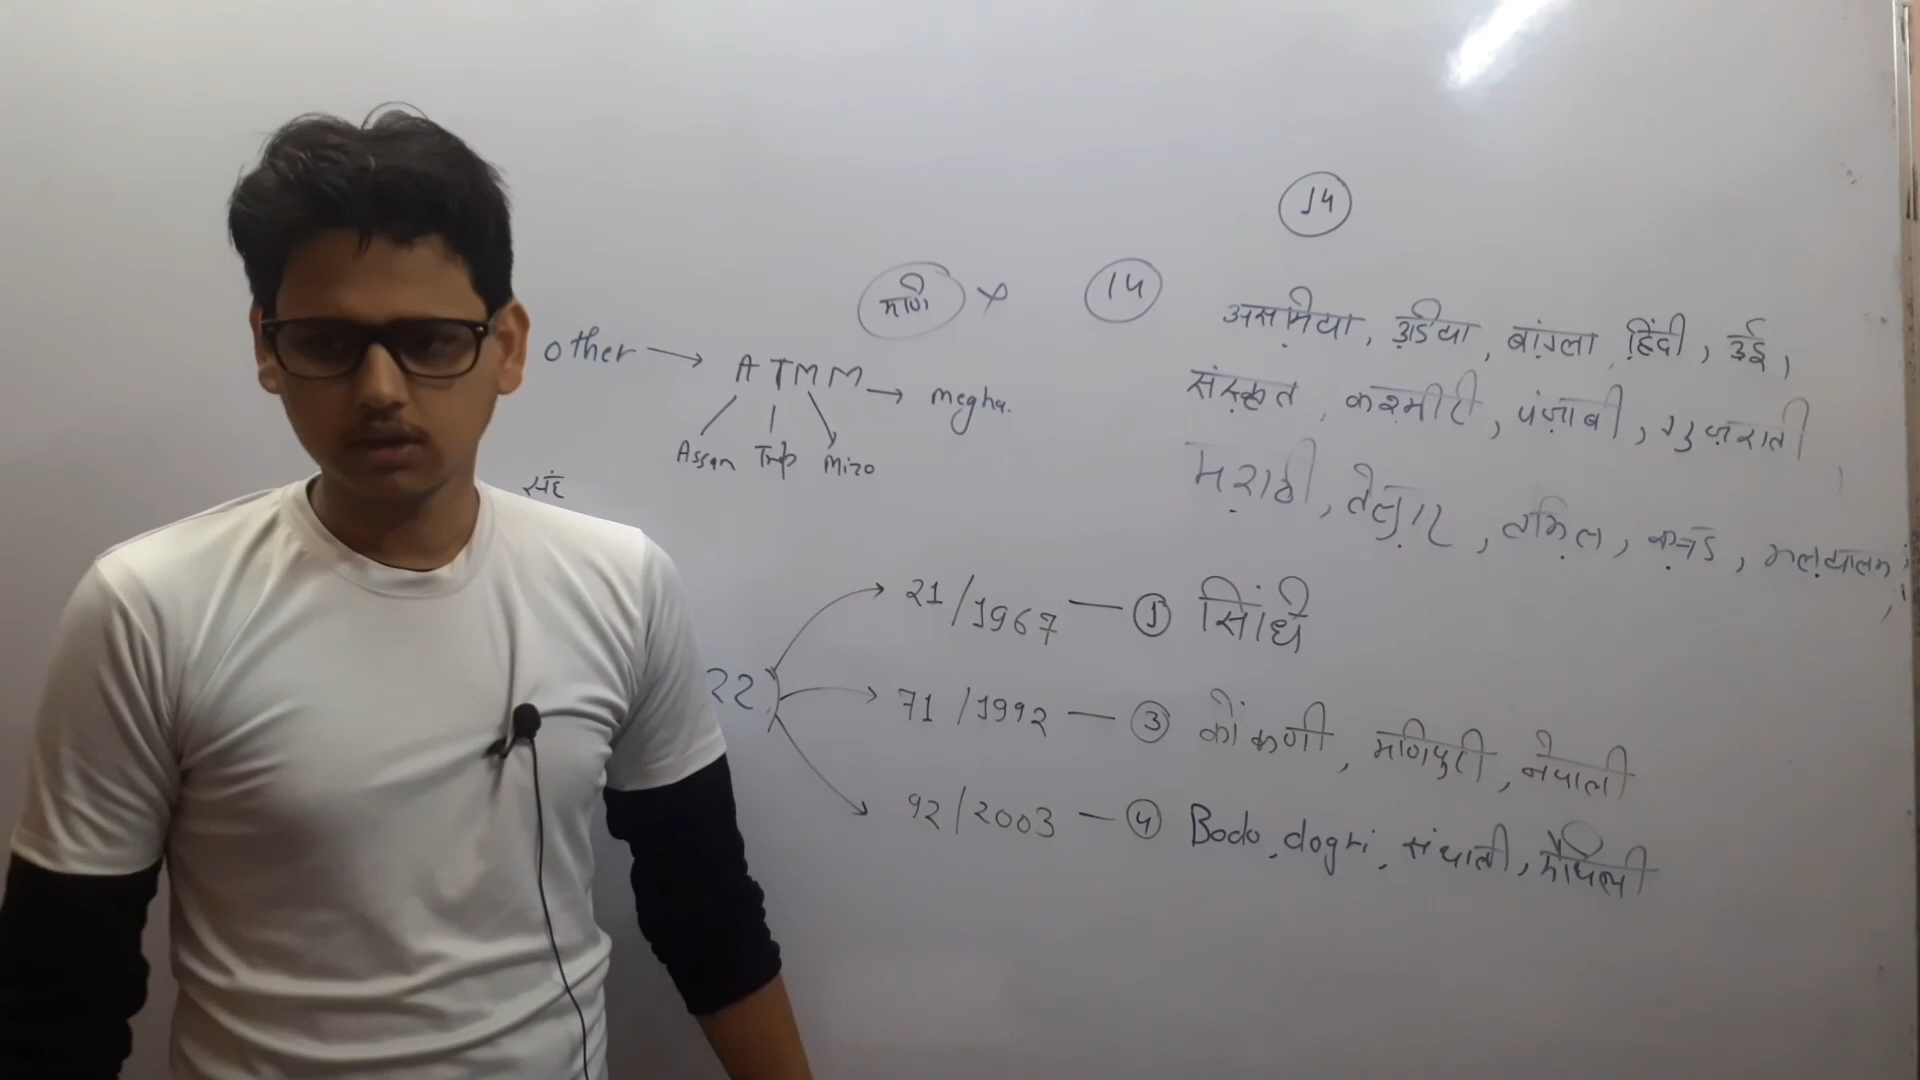 14
मणि x
14
असमिया, उड़िया, बांग्ला, हिंदी, उर्दू,
संस्कृत, कश्मीरी, पंजाबी, गुजराती,
मराठी, तेलुगु, तमिल, कन्नड, मलयालम,
other → ATMM → megha.
Assam Trip Mizo
22
21/1967 — 1 सिंधी
71/1992 — 3 कोंकणी, मणिपुरी, नेपाली
92/2003 — 4 Bodo, dogri, संथाली, मैथिली